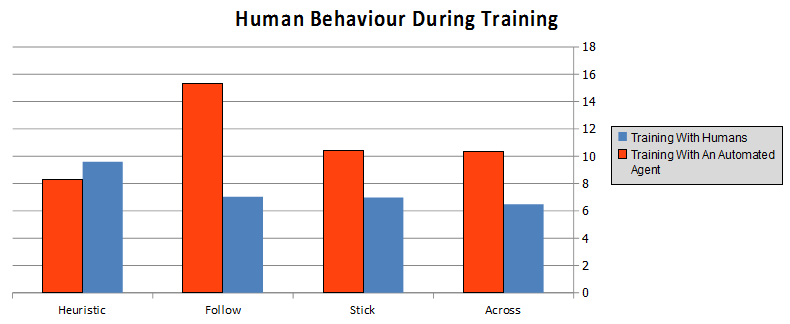 Human Behaviour During Training
18
16
14
12
10
8
6
4
2
0
Heuristic
Follow
Stick
Across
Training With Humans
Training With An Automated
Agent